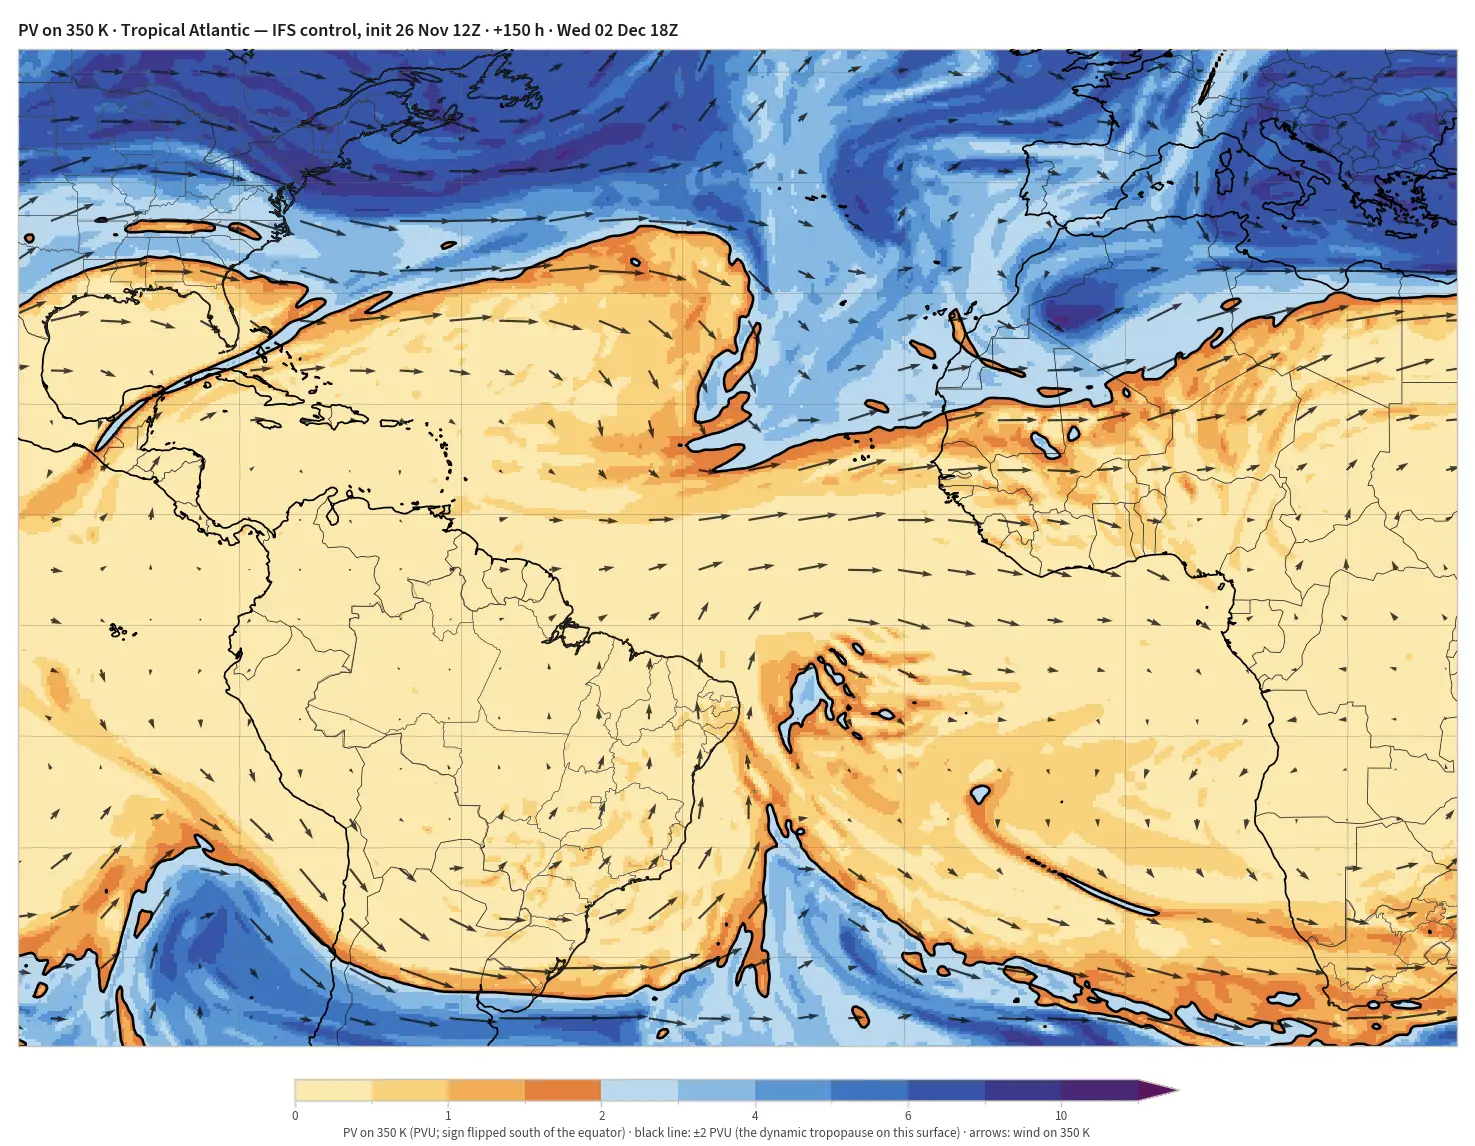 PV on 350 K · Tropical Atlantic — IFS control, init 26 Nov 12Z · +150 h · Wed 02 Dec 18Z
0 1 2 4 6 10
PV on 350 K (PVU; sign flipped south of the equator) · black line: ±2 PVU (the dynamic tropopause on this surface) · arrows: wind on 350 K